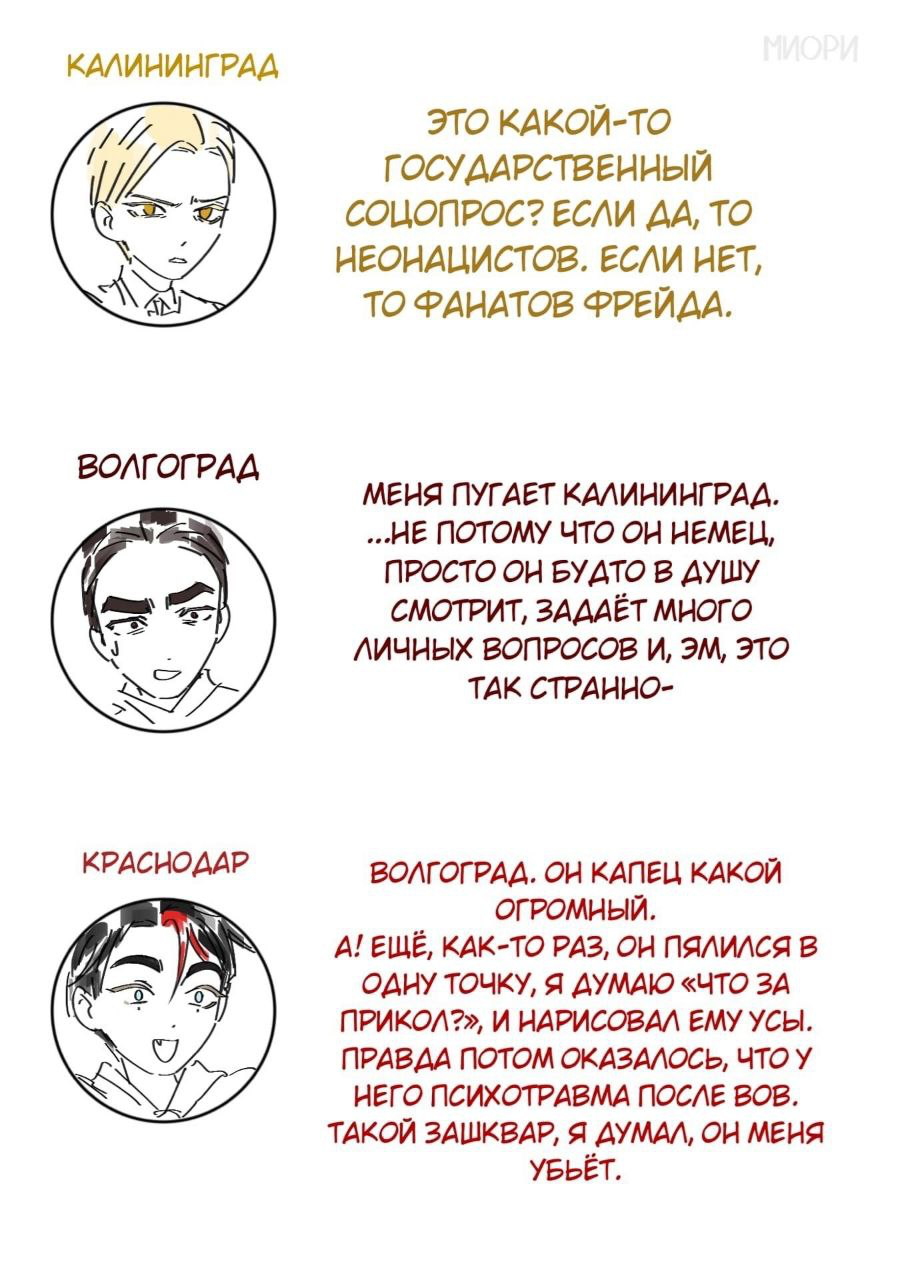 МИОРИ
КАЛИНИНГРАД
ЭТО КАКОЙ-ТО
ГОСУДАРСТВЕННЫЙ
СОЦОПРОС? ЕСЛИ ДА, ТО
НЕОНАЦИСТОВ. ЕСЛИ НЕТ,
ТО ФАНАТОВ ФРЕЙДА.
ВОЛГОГРАД
МЕНЯ ПУГАЕТ КАЛИНИНГРАД.
...НЕ ПОТОМУ ЧТО ОН НЕМЕЦ,
ПРОСТО ОН БУДТО В ДУШУ
СМОТРИТ, ЗАДАЁТ МНОГО
ЛИЧНЫХ ВОПРОСОВ И, ЭМ, ЭТО
ТАК СТРАННО-
КРАСНОДАР
ВОЛГОГРАД. ОН КАПЕЦ КАКОЙ
ОГРОМНЫЙ.
А! ЕЩЁ, КАК-ТО РАЗ, ОН ПЯЛИЛСЯ В
ОДНУ ТОЧКУ, Я ДУМАЮ «ЧТО ЗА
ПРИКОЛ?», И НАРИСОВАЛ ЕМУ УСЫ.
ПРАВДА ПОТОМ ОКАЗАЛОСЬ, ЧТО У
НЕГО ПСИХОТРАВМА ПОСЛЕ ВОВ.
ТАКОЙ ЗАШКВАР, Я ДУМАЛ, ОН МЕНЯ
УБЬЁТ.